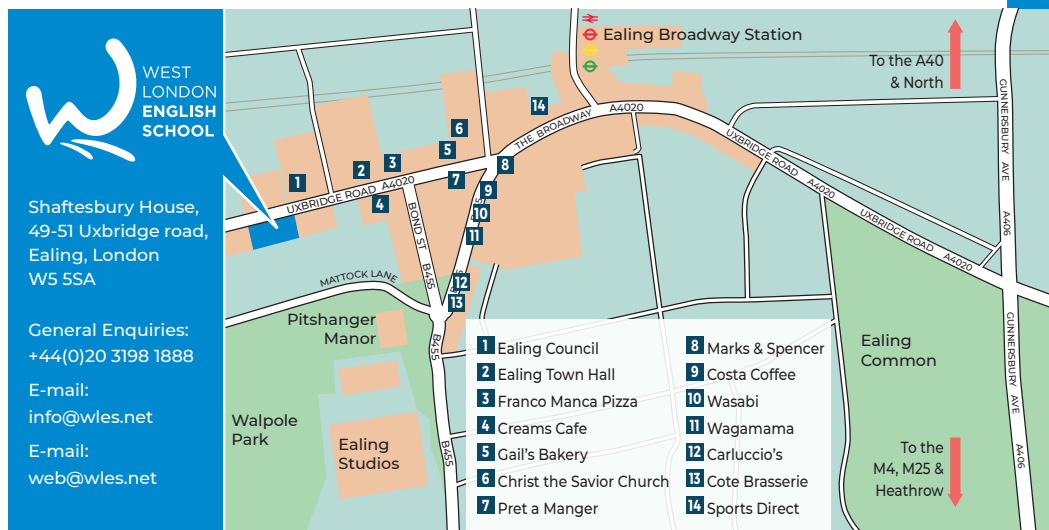 WEST
LONDON
ENGLISH
SCHOOL
Shaftesbury House,
49-51 Uxbridge road,
Ealing, London
W5 5SA
General Enquiries:
+44(0)20 3198 1888
E-mail:
info@wles.net
E-mail:
web@wles.net
Ealing Broadway Station
To the A40
& North
GUNNERSBURY AVE
A406
GUNNERSBURY AVE
A406
14
THE BROADWAY
A4020
UXBRIDGE ROAD
A4020
UXBRIDGE ROAD
A4020
6
5
3
2
1
8
7
9
4
10
11
12
13
UXBRIDGE ROAD A4020
BOND ST
B455
MATTOCK LANE
B455
B455
Pitshanger
Manor
Walpole
Park
Ealing
Studios
Ealing
Common
To the
M4, M25 &
Heathrow
1 Ealing Council
2 Ealing Town Hall
3 Franco Manca Pizza
4 Creams Cafe
5 Gail's Bakery
6 Christ the Savior Church
7 Pret a Manger
8 Marks & Spencer
9 Costa Coffee
10 Wasabi
11 Wagamama
12 Carluccio's
13 Cote Brasserie
14 Sports Direct